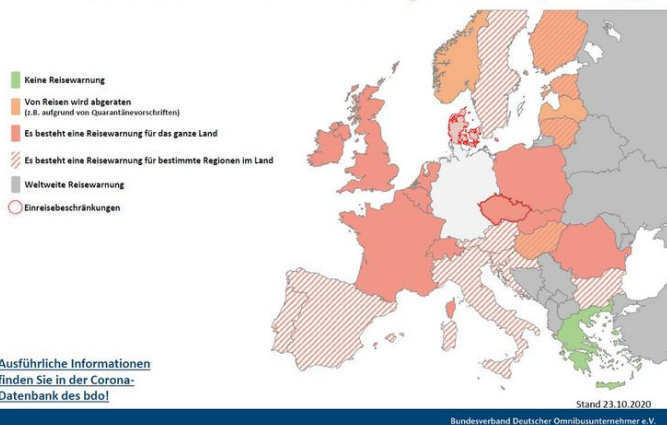 Keine Reisewarnung
Von Reisen wird abgeraten
(z.B. aufgrund von Quarantänevorschriften)
Es besteht eine Reisewarnung für das ganze Land
Es besteht eine Reisewarnung für bestimmte Regionen im Land
Weltweite Reisewarnung
Einreisebeschränkungen
Ausführliche Informationen
finden Sie in der Corona-
Datenbank des bdo!
Stand 23.10.2020
Bundesverband Deutscher Omnibusunternehmer e.V.